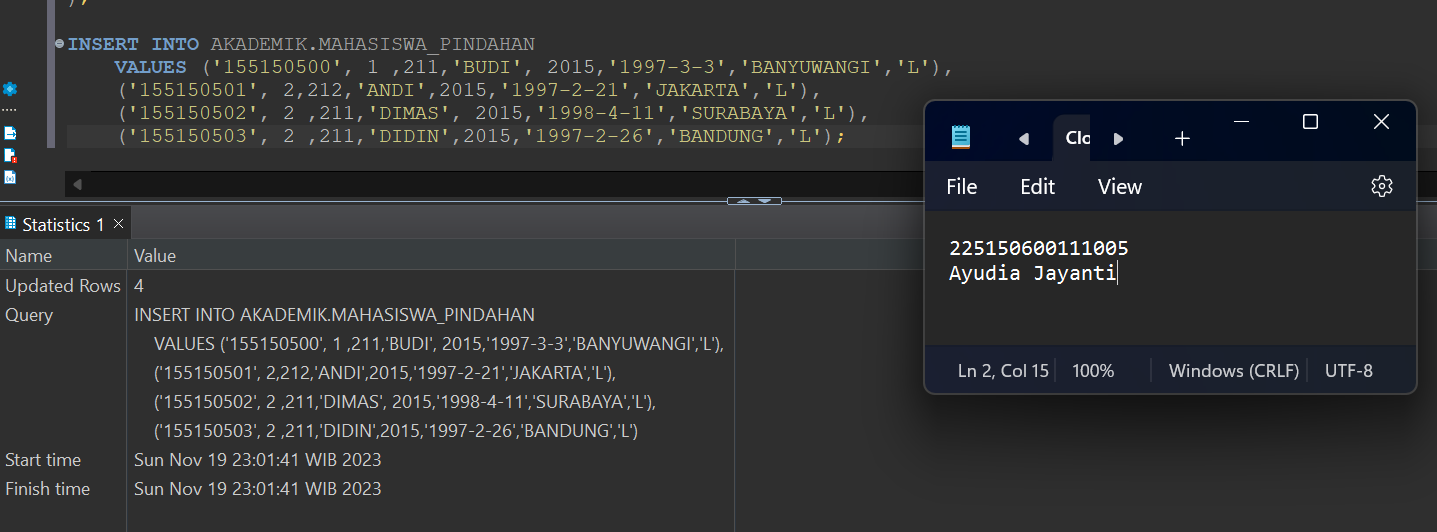 );
INSERT INTO AKADEMIK.MAHASISWA_PINDAHAN
VALUES ('155150500', 1 ,211,'BUDI', 2015,'1997-3-3','BANYUWANGI','L'),
('155150501', 2,212,'ANDI',2015,'1997-2-21','JAKARTA','L'),
('155150502', 2 ,211,'DIMAS', 2015,'1998-4-11','SURABAYA','L'),
('155150503', 2 ,211,'DIDIN',2015,'1997-2-26','BANDUNG','L');
Statistics 1
Name Value
Updated Rows 4
Query INSERT INTO AKADEMIK.MAHASISWA_PINDAHAN
VALUES ('155150500', 1 ,211,'BUDI', 2015,'1997-3-3','BANYUWANGI','L'),
('155150501', 2,212,'ANDI',2015,'1997-2-21','JAKARTA','L'),
('155150502', 2 ,211,'DIMAS', 2015,'1998-4-11','SURABAYA','L'),
('155150503', 2 ,211,'DIDIN',2015,'1997-2-26','BANDUNG','L')
Start time Sun Nov 19 23:01:41 WIB 2023
Finish time Sun Nov 19 23:01:41 WIB 2023
Clo
File Edit View
225150600111005
Ayudia Jayanti
Ln 2, Col 15 100% Windows (CRLF) UTF-8